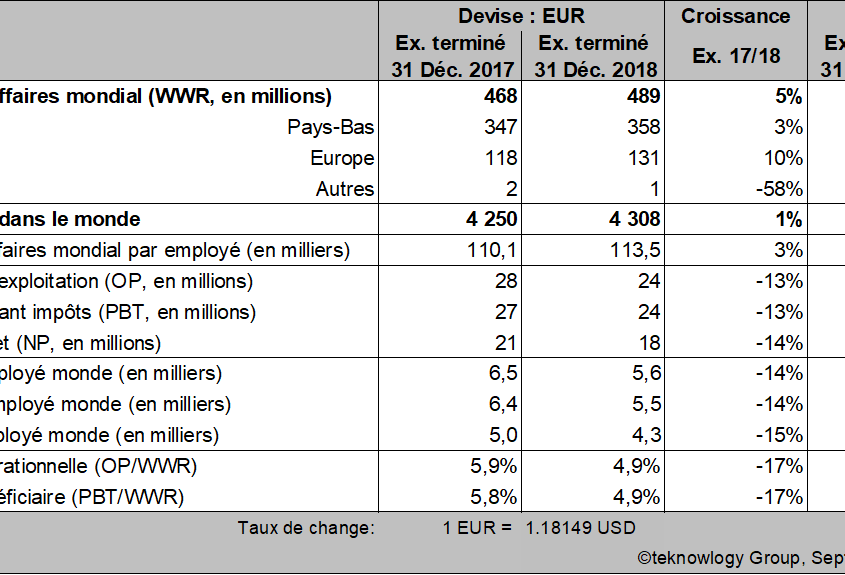 Devise : EUR Croissance
Ex. terminé Ex. terminé Ex. 17/18
31 Déc. 2017 31 Déc. 2018 31
ffaires mondial (WWR, en millions) 468 489 5%
Pays-Bas 347 358 3%
Europe 118 131 10%
Autres 2 1 -58%
dans le monde 4 250 4 308 1%
faires mondial par employé (en milliers) 110,1 113,5 3%
exploitation (OP, en millions) 28 24 -13%
ant impôts (PBT, en millions) 27 24 -13%
et (NP, en millions) 21 18 -14%
ployé monde (en milliers) 6,5 5,6 -14%
mployé monde (en milliers) 6,4 5,5 -14%
ployé monde (en milliers) 5,0 4,3 -15%
rationnelle (OP/WWR) 5,9% 4,9% -17%
éficiaire (PBT/WWR) 5,8% 4,9% -17%
Taux de change: 1 EUR = 1.18149 USD
©teknowlogy Group, Sept